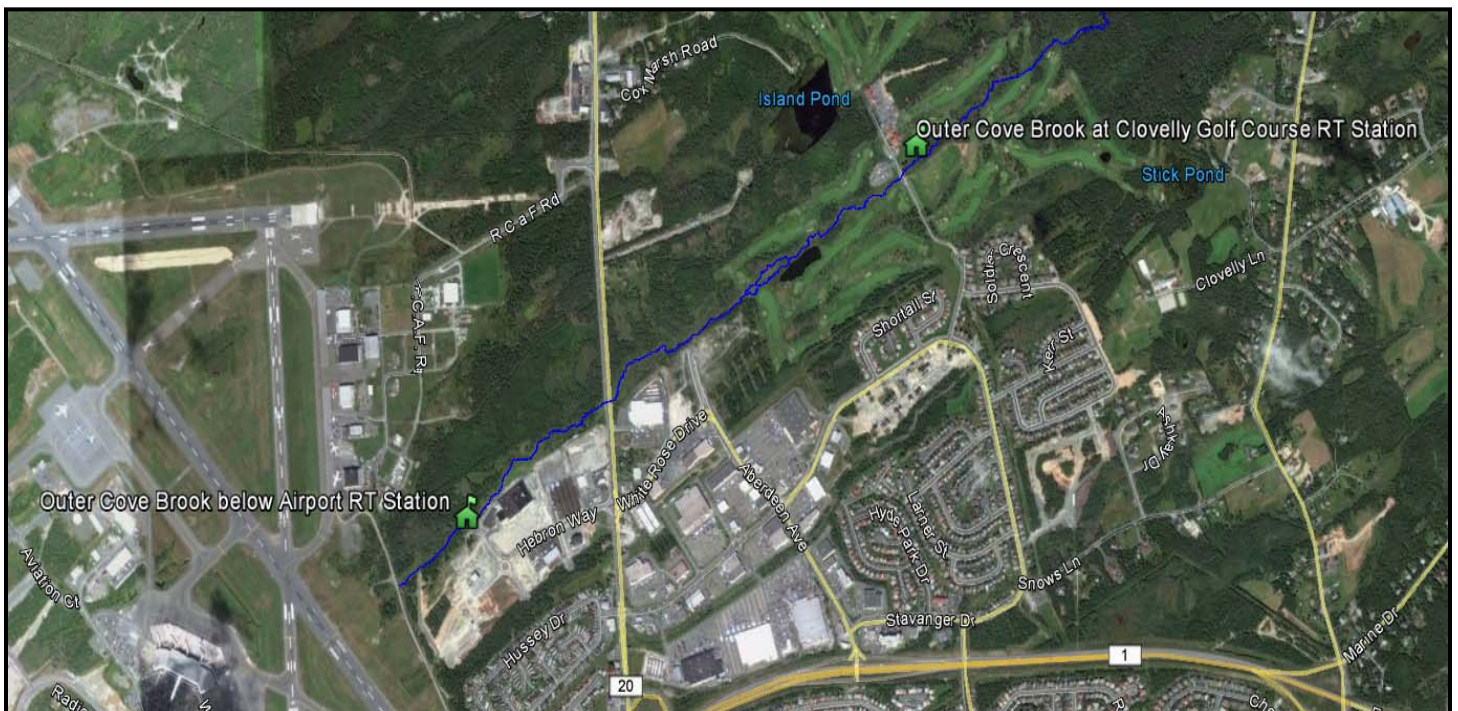 Cox Marsh Road
Island Pond
Outer Cove Brook at Clovelly Golf Course RT Station
Stick Pond
R C a F Rd
Soldier
Crescent
Clovelly Ln
Shortall St
Kerr St
Ashkay Dr
White Rose Drive
Aberdeen Ave
Outer Cove Brook below Airport RT Station
Hebron Way
Larner St
Hyde Park Dr
Aviation Ct
Snows Ln
Hussey Dr
Stavanger Dr
Marine Dr
1
20